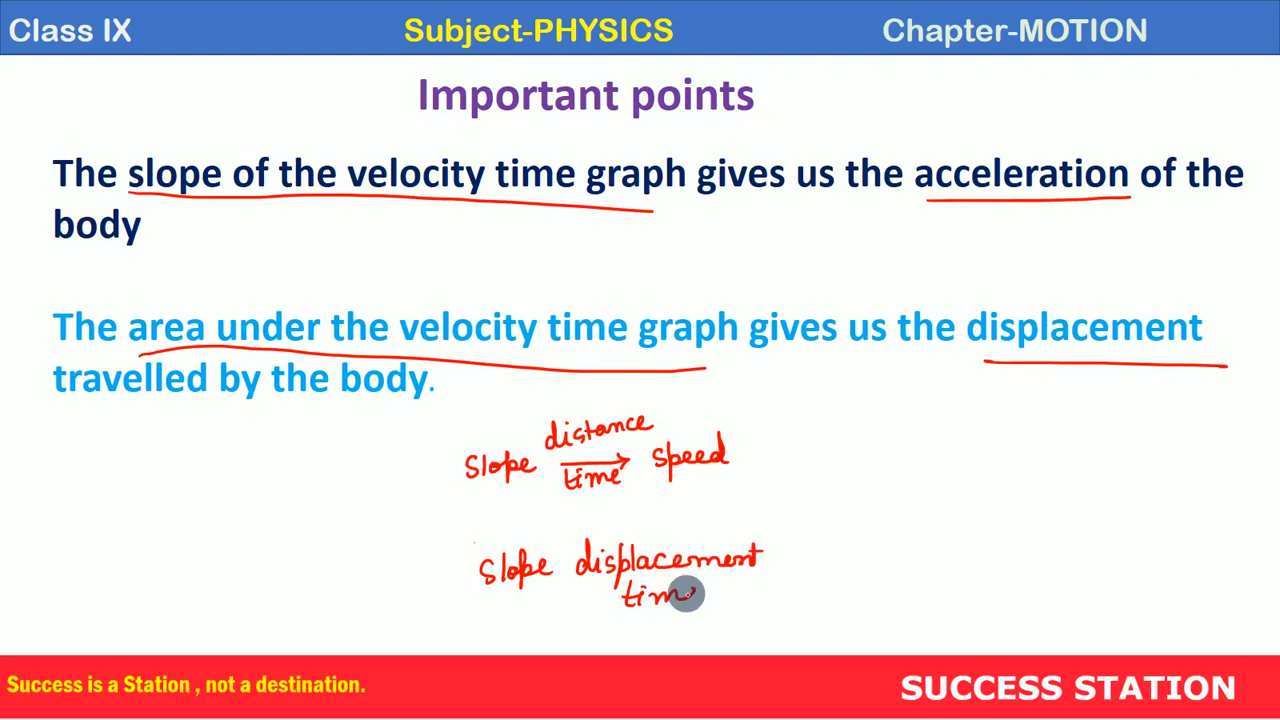 Class IX Subject-PHYSICS Chapter-MOTION
Important points
The slope of the velocity time graph gives us the acceleration of the
body
The area under the velocity time graph gives us the displacement
travelled by the body.
distance
Slope → speed
time
Slope displacement
tim
Success is a Station , not a destination.
SUCCESS STATION